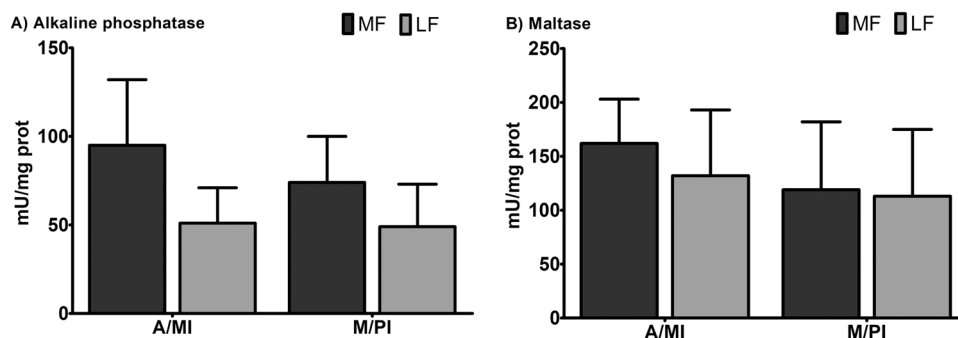 A) Alkaline phosphatase
MF LF
mU/mg prot
150
100
50
0
A/MI M/PI
B) Maltase
MF LF
mU/mg prot
250
200
150
100
50
0
A/MI M/PI